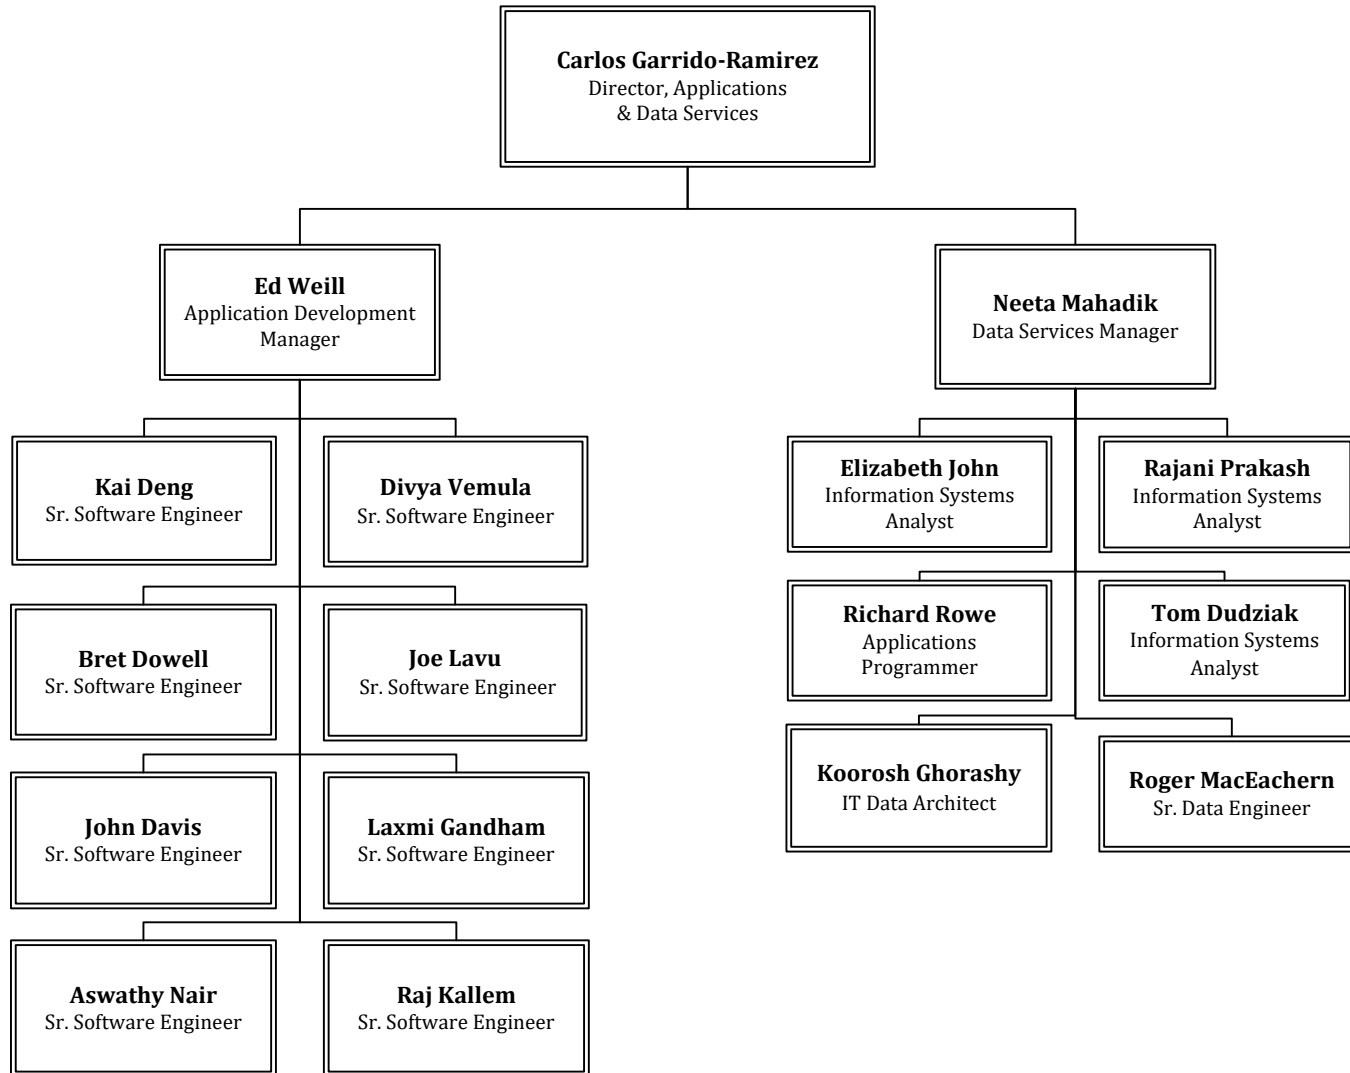 Carlos Garrido-Ramirez
Director, Applications
& Data Services
Ed Weill
Application Development
Manager
Neeta Mahadik
Data Services Manager
Kai Deng
Sr. Software Engineer
Divya Vemula
Sr. Software Engineer
Elizabeth John
Information Systems
Analyst
Rajani Prakash
Information Systems
Analyst
Bret Dowell
Sr. Software Engineer
Joe Lavu
Sr. Software Engineer
Richard Rowe
Applications
Programmer
Tom Dudziak
Information Systems
Analyst
John Davis
Sr. Software Engineer
Laxmi Gandham
Sr. Software Engineer
Koorosh Ghorashy
IT Data Architect
Roger MacEachern
Sr. Data Engineer
Aswathy Nair
Sr. Software Engineer
Raj Kallem
Sr. Software Engineer